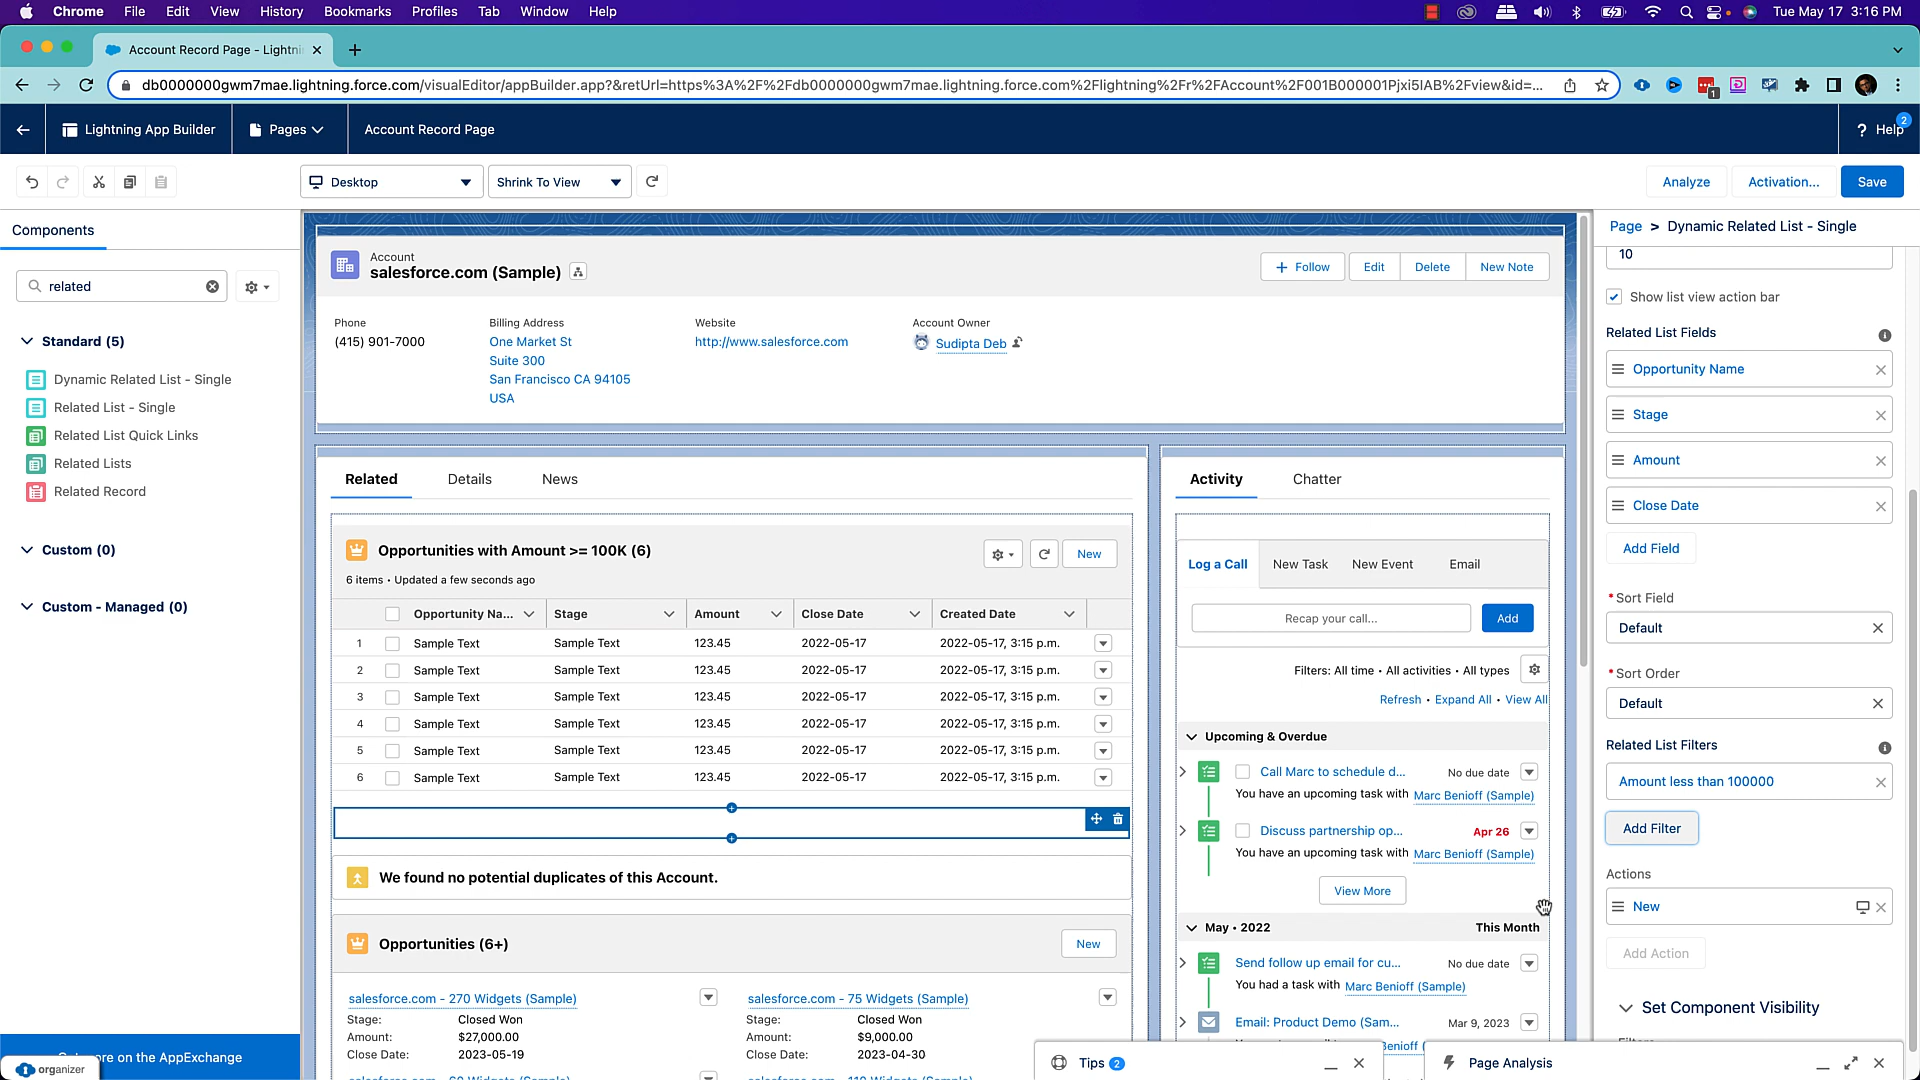 Chrome File Edit View History Bookmarks Profiles Tab Window Help Tue May 17 3:16 PM
Account Record Page - Lightni
db0000000gwm7mae.lightning.force.com/visualEditor/appBuilder.app?&retUrl=https%3A%2F%2Fdb0000000gwm7mae.lightning.force.com%2Flightning%2Fr%2FAccount%2F001B000001Pjxi5IAB%2Fview&id=...
1
Lightning App Builder Pages Account Record Page ? Help 2
Desktop Shrink To View Analyze Activation... Save
Components
related
Standard (5)
Dynamic Related List - Single
Related List - Single
Related List Quick Links
Related Lists
Related Record
Custom (0)
Custom - Managed (0)
on the AppExchange
organizer
Account
salesforce.com (Sample)
+ Follow Edit Delete New Note
Phone Billing Address Website Account Owner
(415) 901-7000 One Market St http://www.salesforce.com Sudipta Deb
Suite 300
San Francisco CA 94105
USA
Related Details News
Opportunities with Amount >= 100K (6) New
6 items • Updated a few seconds ago
Opportunity Na... Stage Amount Close Date Created Date
1 Sample Text Sample Text 123.45 2022-05-17 2022-05-17, 3:15 p.m.
2 Sample Text Sample Text 123.45 2022-05-17 2022-05-17, 3:15 p.m.
3 Sample Text Sample Text 123.45 2022-05-17 2022-05-17, 3:15 p.m.
4 Sample Text Sample Text 123.45 2022-05-17 2022-05-17, 3:15 p.m.
5 Sample Text Sample Text 123.45 2022-05-17 2022-05-17, 3:15 p.m.
6 Sample Text Sample Text 123.45 2022-05-17 2022-05-17, 3:15 p.m.
We found no potential duplicates of this Account.
Opportunities (6+) New
salesforce.com - 270 Widgets (Sample) salesforce.com - 75 Widgets (Sample)
Stage: Closed Won Stage: Closed Won
Amount: $27,000.00 Amount: $9,000.00
Close Date: 2023-05-19 Close Date: 2023-04-30
Activity Chatter
Log a Call New Task New Event Email
Recap your call... Add
Filters: All time • All activities • All types
Refresh • Expand All • View All
Upcoming & Overdue
Call Marc to schedule d... No due date
You have an upcoming task with Marc Benioff (Sample)
Discuss partnership op... Apr 26
You have an upcoming task with Marc Benioff (Sample)
View More
May • 2022 This Month
Send follow up email for cu... No due date
You had a task with Marc Benioff (Sample)
Email: Product Demo (Sam... Mar 9, 2023
Tips 2
Page Analysis
Page > Dynamic Related List - Single
10
Show list view action bar
Related List Fields
Opportunity Name
Stage
Amount
Close Date
Add Field
*Sort Field
Default
*Sort Order
Default
Related List Filters
Amount less than 100000
Add Filter
Actions
New
Add Action
Set Component Visibility